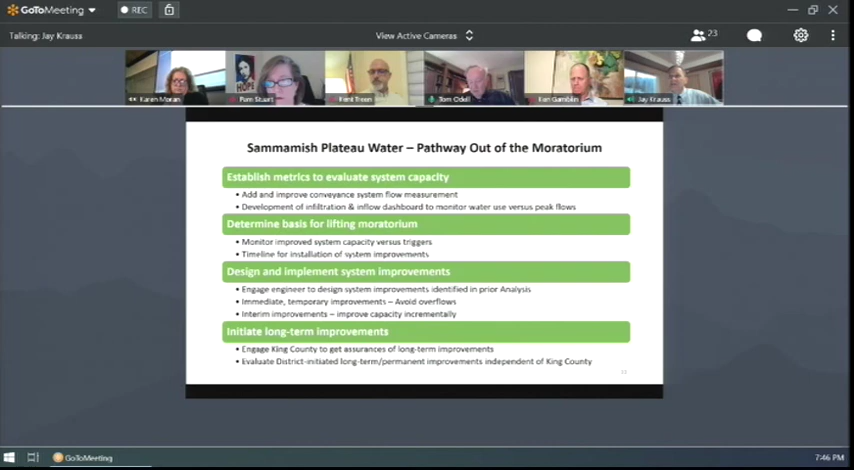 GoToMeeting
REC
Talking: Jay Krauss
View Active Cameras
23
HOPE
Karen Moran
Pam Stuart
Kent Treen
Tom Odell
Ken Gamblin
Jay Krauss
Sammamish Plateau Water – Pathway Out of the Moratorium
Establish metrics to evaluate system capacity
• Add and improve conveyance system flow measurement
• Development of infiltration & inflow dashboard to monitor water use versus peak flows
Determine basis for lifting moratorium
• Monitor improved system capacity versus triggers
• Timeline for installation of system improvements
Design and implement system improvements
• Engage engineer to design system improvements identified in prior Analysis
• Immediate, temporary improvements – Avoid overflows
• Interim improvements – improve capacity incrementally
Initiate long-term improvements
• Engage King County to get assurances of long-term improvements
• Evaluate District-initiated long-term/permanent improvements independent of King County
GoToMeeting
7:46 PM